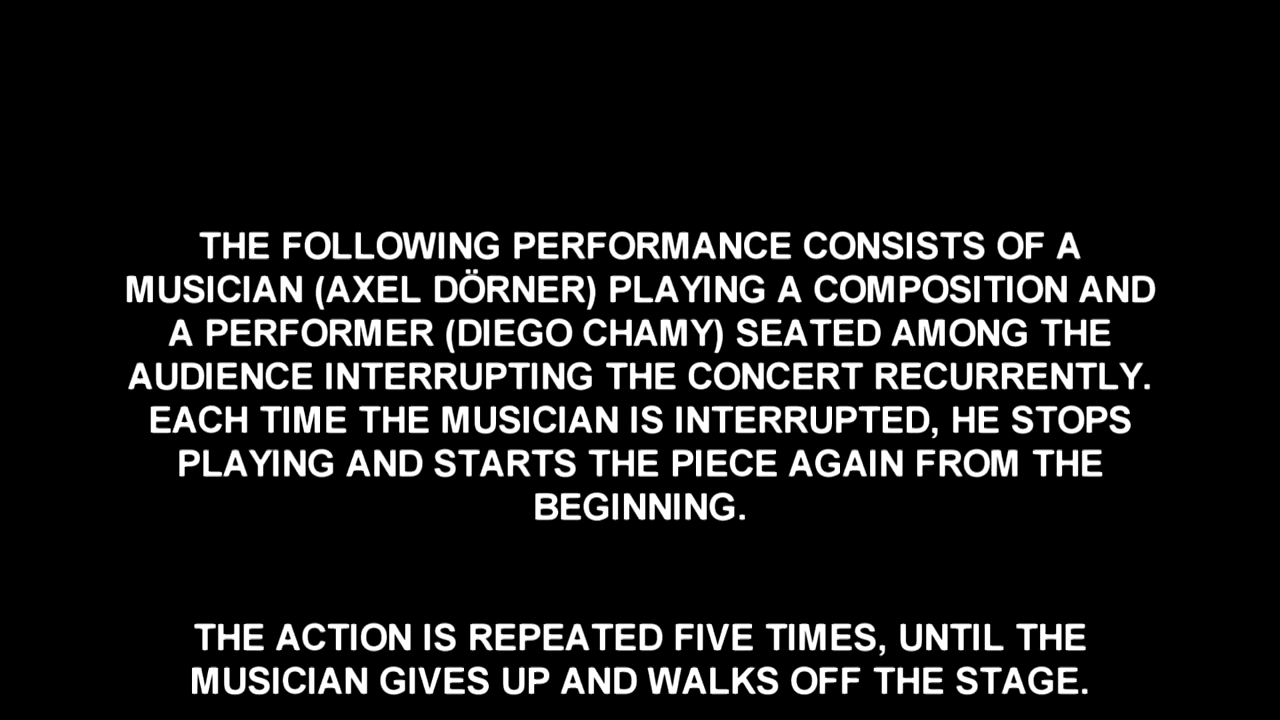 THE FOLLOWING PERFORMANCE CONSISTS OF A
MUSICIAN (AXEL DÖRNER) PLAYING A COMPOSITION AND
A PERFORMER (DIEGO CHAMY) SEATED AMONG THE
AUDIENCE INTERRUPTING THE CONCERT RECURRENTLY.
EACH TIME THE MUSICIAN IS INTERRUPTED, HE STOPS
PLAYING AND STARTS THE PIECE AGAIN FROM THE
BEGINNING.
THE ACTION IS REPEATED FIVE TIMES, UNTIL THE
MUSICIAN GIVES UP AND WALKS OFF THE STAGE.